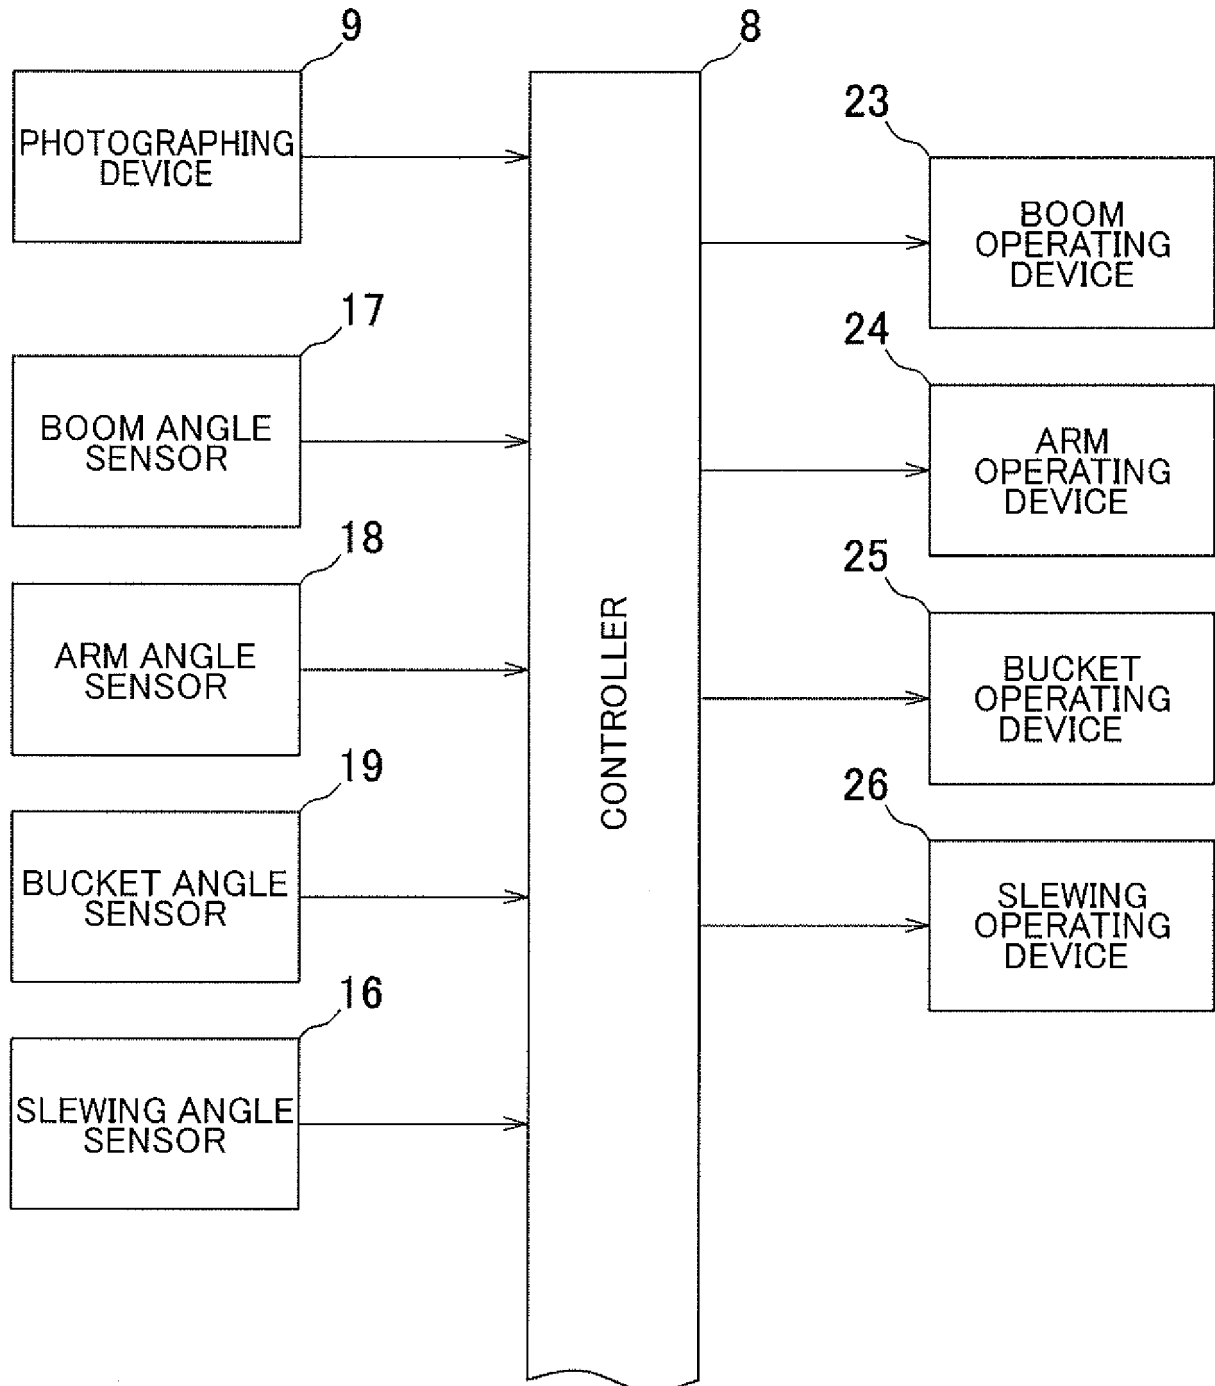 9
PHOTOGRAPHING
DEVICE
17
BOOM ANGLE
SENSOR
18
ARM ANGLE
SENSOR
19
BUCKET ANGLE
SENSOR
16
SLEWING ANGLE
SENSOR
8
CONTROLLER
23
BOOM
OPERATING
DEVICE
24
ARM
OPERATING
DEVICE
25
BUCKET
OPERATING
DEVICE
26
SLEWING
OPERATING
DEVICE